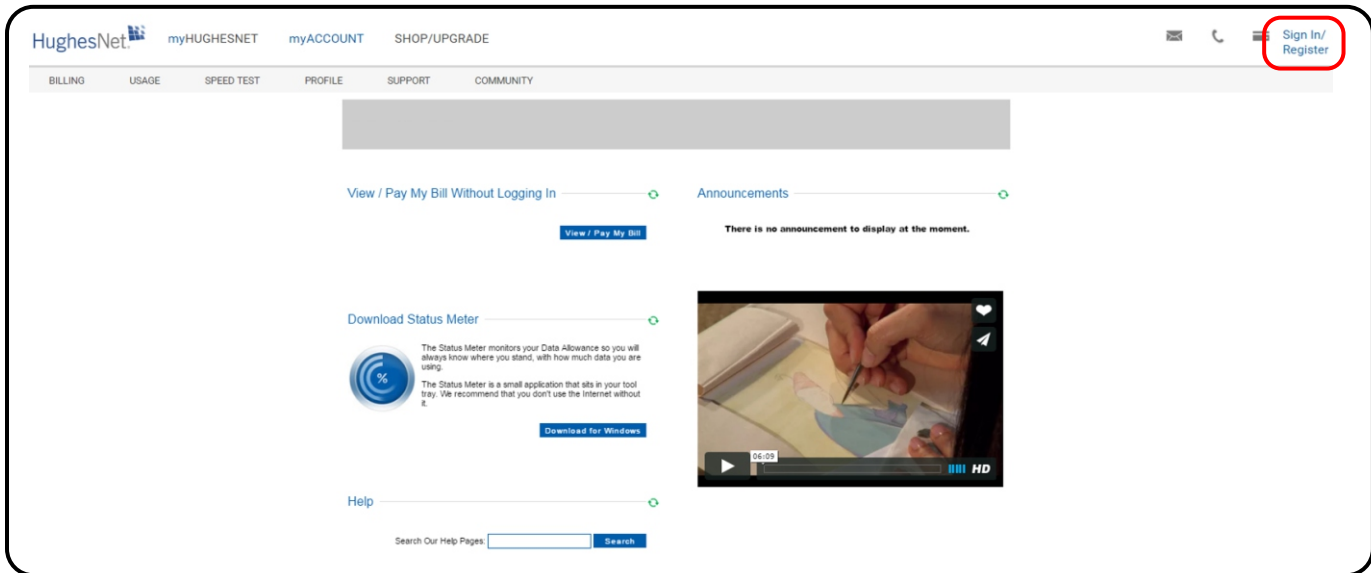 HughesNet.
myHUGHESNET myACCOUNT SHOP/UPGRADE
Sign In/
Register
BILLING USAGE SPEED TEST PROFILE SUPPORT COMMUNITY
View / Pay My Bill Without Logging In
View / Pay My Bill
Announcements
There is no announcement to display at the moment.
Download Status Meter
%
The Status Meter monitors your Data Allowance so you will
always know where you stand, with how much data you are
using.
The Status Meter is a small application that sits in your tool
tray. We recommend that you don't use the Internet without
it.
Download for Windows
06:09
HD
Help
Search Our Help Pages:
Search